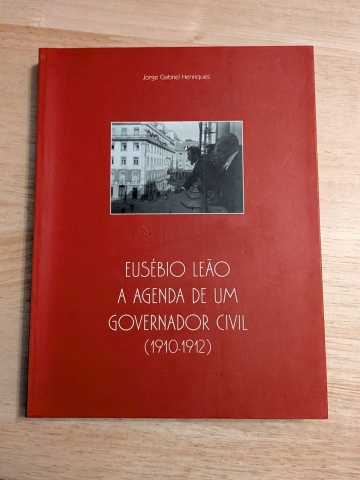 Jorge Gabriel Henriques
EUSÉBIO LEÃO
A AGENDA DE UM
GOVERNADOR CIVIL
(1910-1912)